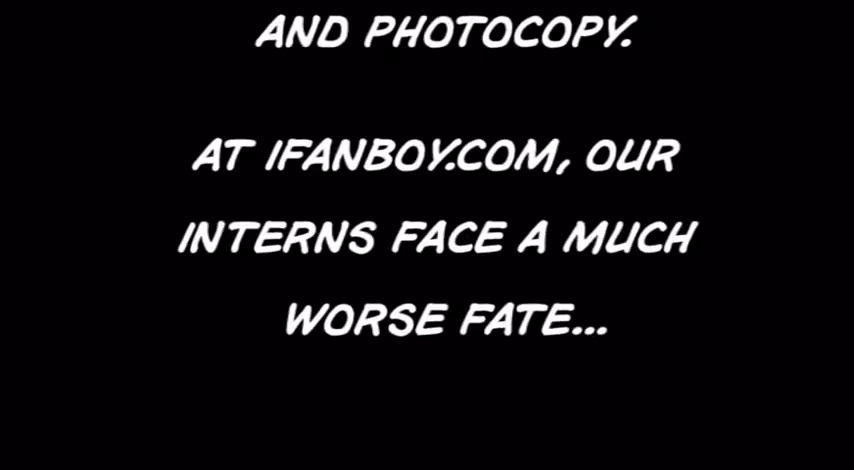 AND PHOTOCOPY.
AT IFANBOY.COM, OUR
INTERNS FACE A MUCH
WORSE FATE...